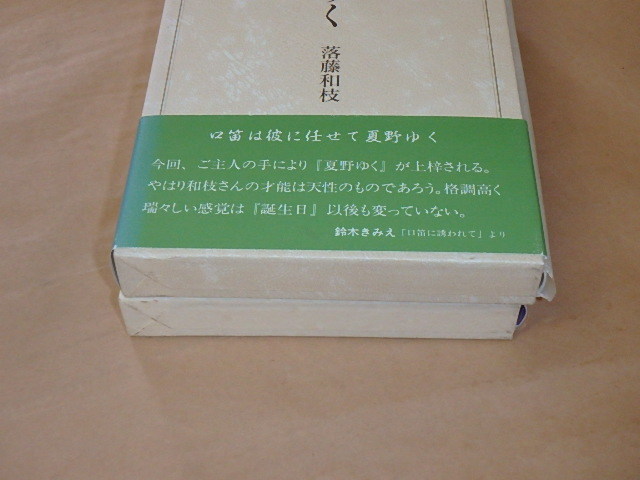 く
落藤和枝
口笛は彼に任せて夏野ゆく
今回、ご主人の手により『夏野ゆく』が上梓される。
やはり和枝さんの才能は天性のものであろう。格調高く
瑞々しい感覚は『誕生日』以後も変っていない。
鈴木きみえ「口笛に誘われて」より